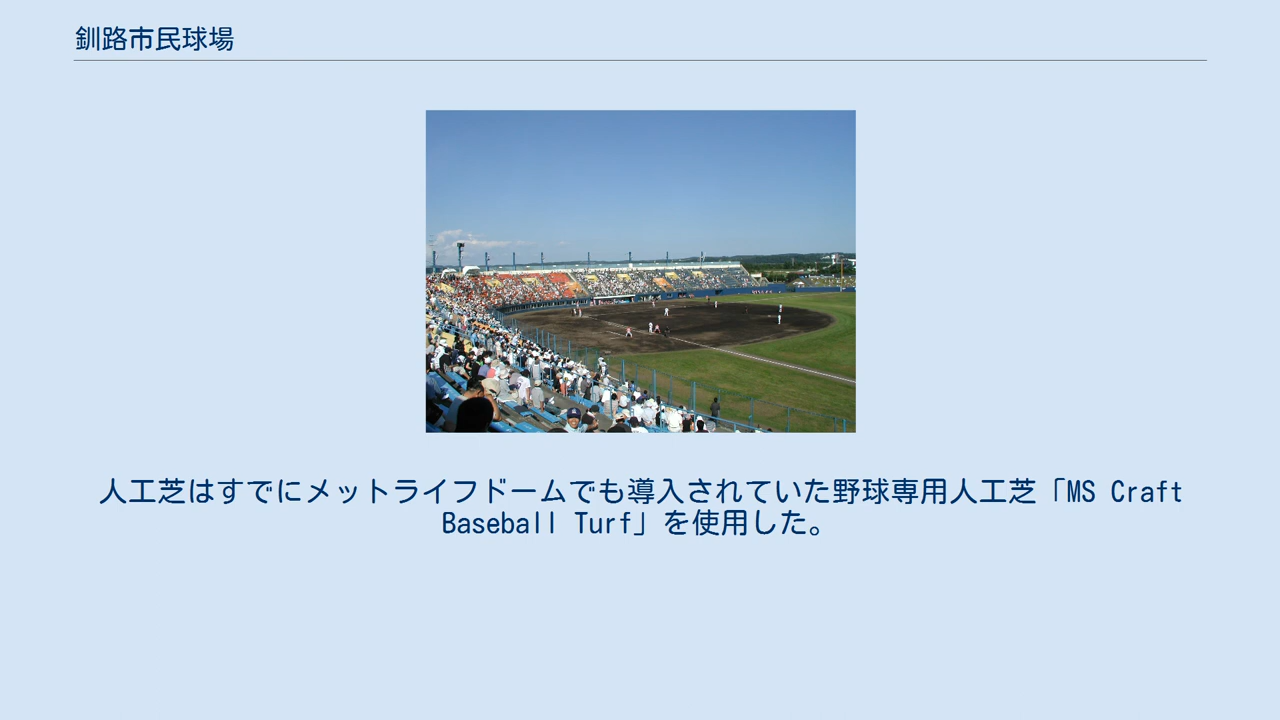 釧路市民球場
人工芝はすでにメットライフドームでも導入されていた野球専用人工芝「MS Craft
Baseball Turf」を使用した。